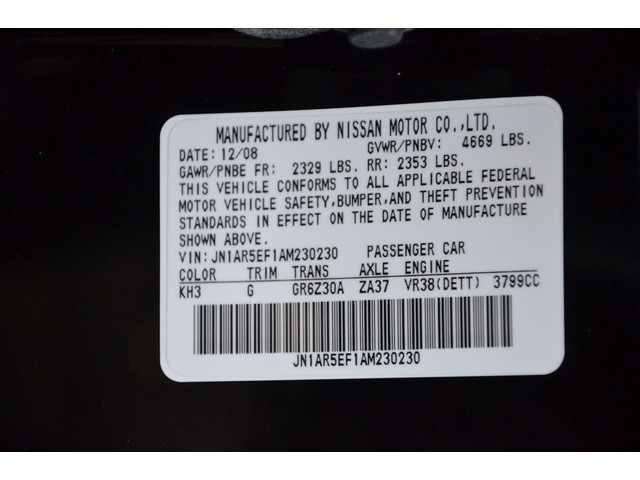 MANUFACTURED BY NISSAN MOTOR CO.,LTD.
DATE: 12/08 GVWR/PNBV: 4669 LBS.
GAWR/PNBE FR: 2329 LBS. RR: 2353 LBS.
THIS VEHICLE CONFORMS TO ALL APPLICABLE FEDERAL
MOTOR VEHICLE SAFETY,BUMPER,AND THEFT PREVENTION
STANDARDS IN EFFECT ON THE DATE OF MANUFACTURE
SHOWN ABOVE.
VIN: JN1AR5EF1AM230230 PASSENGER CAR
COLOR TRIM TRANS AXLE ENGINE
KH3 G GR6Z30A ZA37 VR38(DETT) 3799CC
JN1AR5EF1AM230230